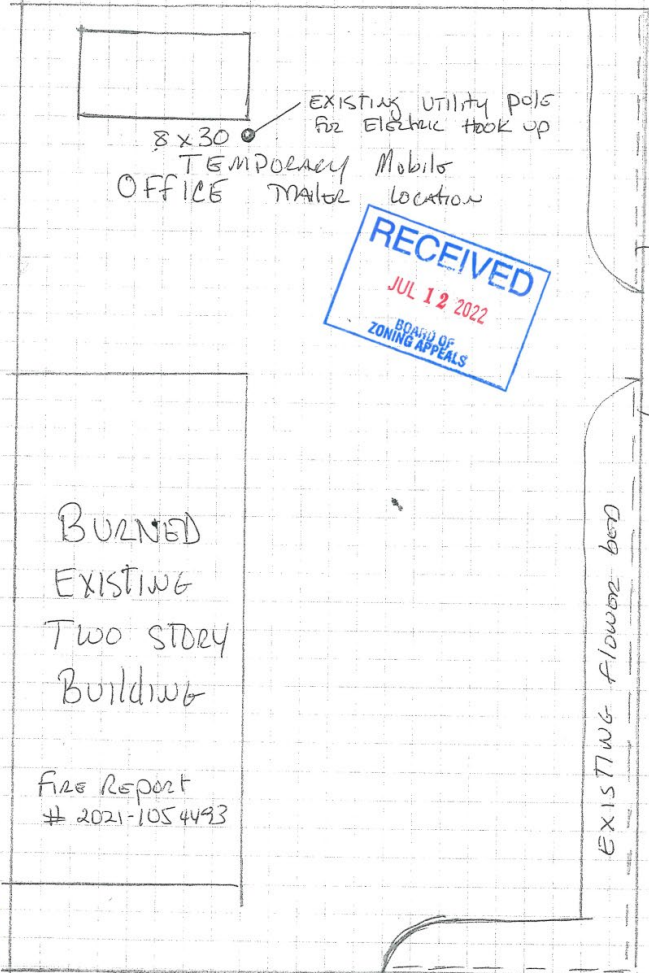 EXISTING UTILITY POLE
FOR Electric Hook up
8 x 30
TEMPORARY Mobile
OFFICE TRAILER LOCATION
RECEIVED
JUL 12 2022
BOARD OF
ZONING APPEALS
BURNED
EXISTING
TWO STORY
Building
FIRE REPORT
# 2021-1054493
EXISTING Flower bed